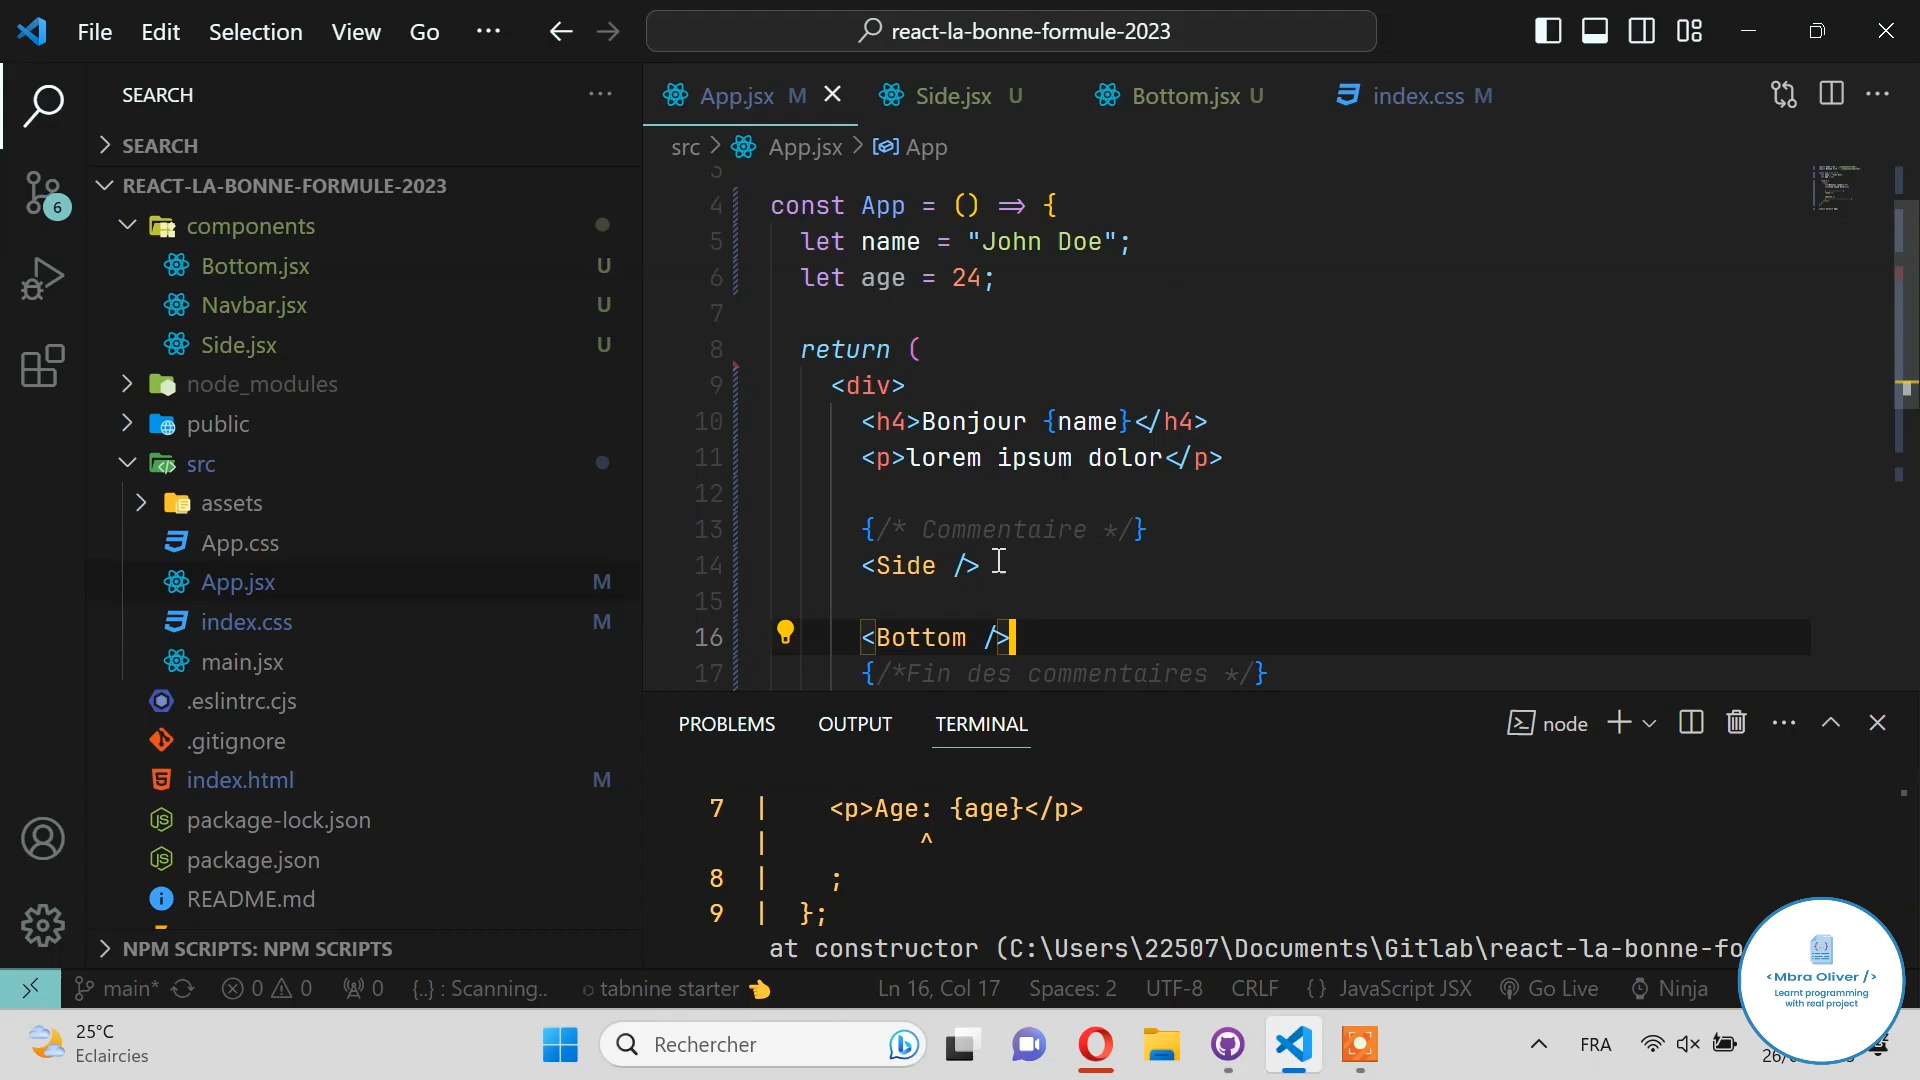 File Edit Selection View Go ··· react-la-bonne-formule-2023
SEARCH ···
SEARCH
REACT-LA-BONNE-FORMULE-2023
components
Bottom.jsx U
Navbar.jsx U
Side.jsx U
node_modules
public
src
assets
App.css
App.jsx M
index.css M
main.jsx
.eslintrc.cjs
.gitignore
index.html M
package-lock.json
package.json
README.md
NPM SCRIPTS: NPM SCRIPTS
6
App.jsx M Side.jsx U Bottom.jsx U index.css M
src > App.jsx > App
3
4 const App = () => {
5 let name = "John Doe";
6 let age = 24;
7
8 return (
9 <div>
10 <h4>Bonjour {name}</h4>
11 <p>lorem ipsum dolor</p>
12
13 {/* Commentaire */}
14 <Side />
15
16 <Bottom />
17 {/*Fin des commentaires */}
PROBLEMS OUTPUT TERMINAL node
7 | <p>Age: {age}</p>
| ^
8 | ;
9 | };
at constructor (C:\Users\22507\Documents\Gitlab\react-la-bonne-fo
main* 0 0 0 {..} : Scanning.. tabnine starter Ln 16, Col 17 Spaces: 2 UTF-8 CRLF {} JavaScript JSX Go Live Ninja
<Mbra Oliver />
Learnt programming
with real project
25°C
Eclaircies
Rechercher
FRA
26/